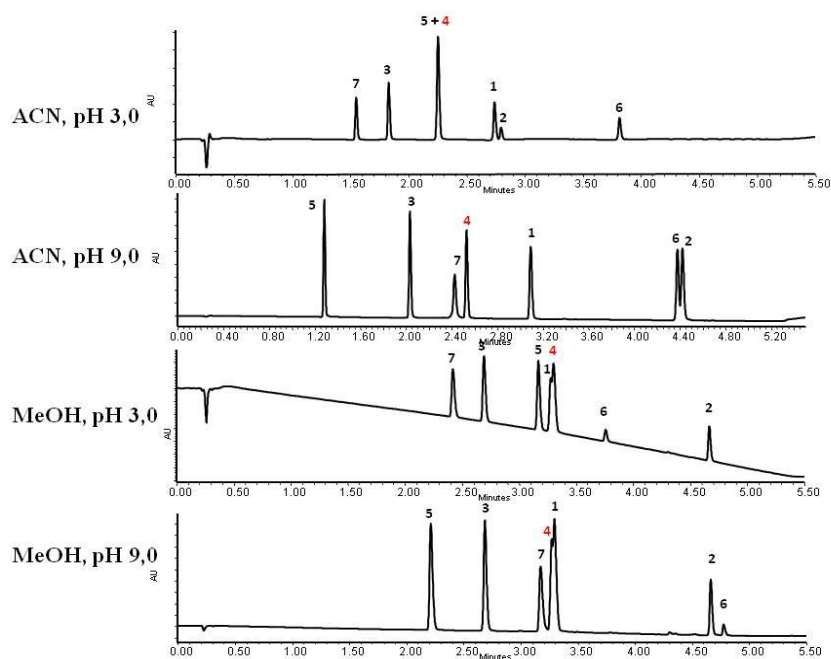 5 + 4
7 3 1 2 6
ACN, pH 3,0
AU
0.00 0.50 1.00 1.50 2.00 2.50 3.00 3.50 4.00 4.50 5.00 5.50
Minutes
5 3 7 4 1 6 2
ACN, pH 9,0
AU
0.00 0.40 0.80 1.20 1.60 2.00 2.40 2.80 3.20 3.60 4.00 4.40 4.80 5.20
Minutes
7 3 5 1 4 6 2
MeOH, pH 3,0
AU
0.00 0.50 1.00 1.50 2.00 2.50 3.00 3.50 4.00 4.50 5.00 5.50
Minutes
5 3 7 4 1 2 6
MeOH, pH 9,0
AU
0.00 0.50 1.00 1.50 2.00 2.50 3.00 3.50 4.00 4.50 5.00 5.50
Minutes